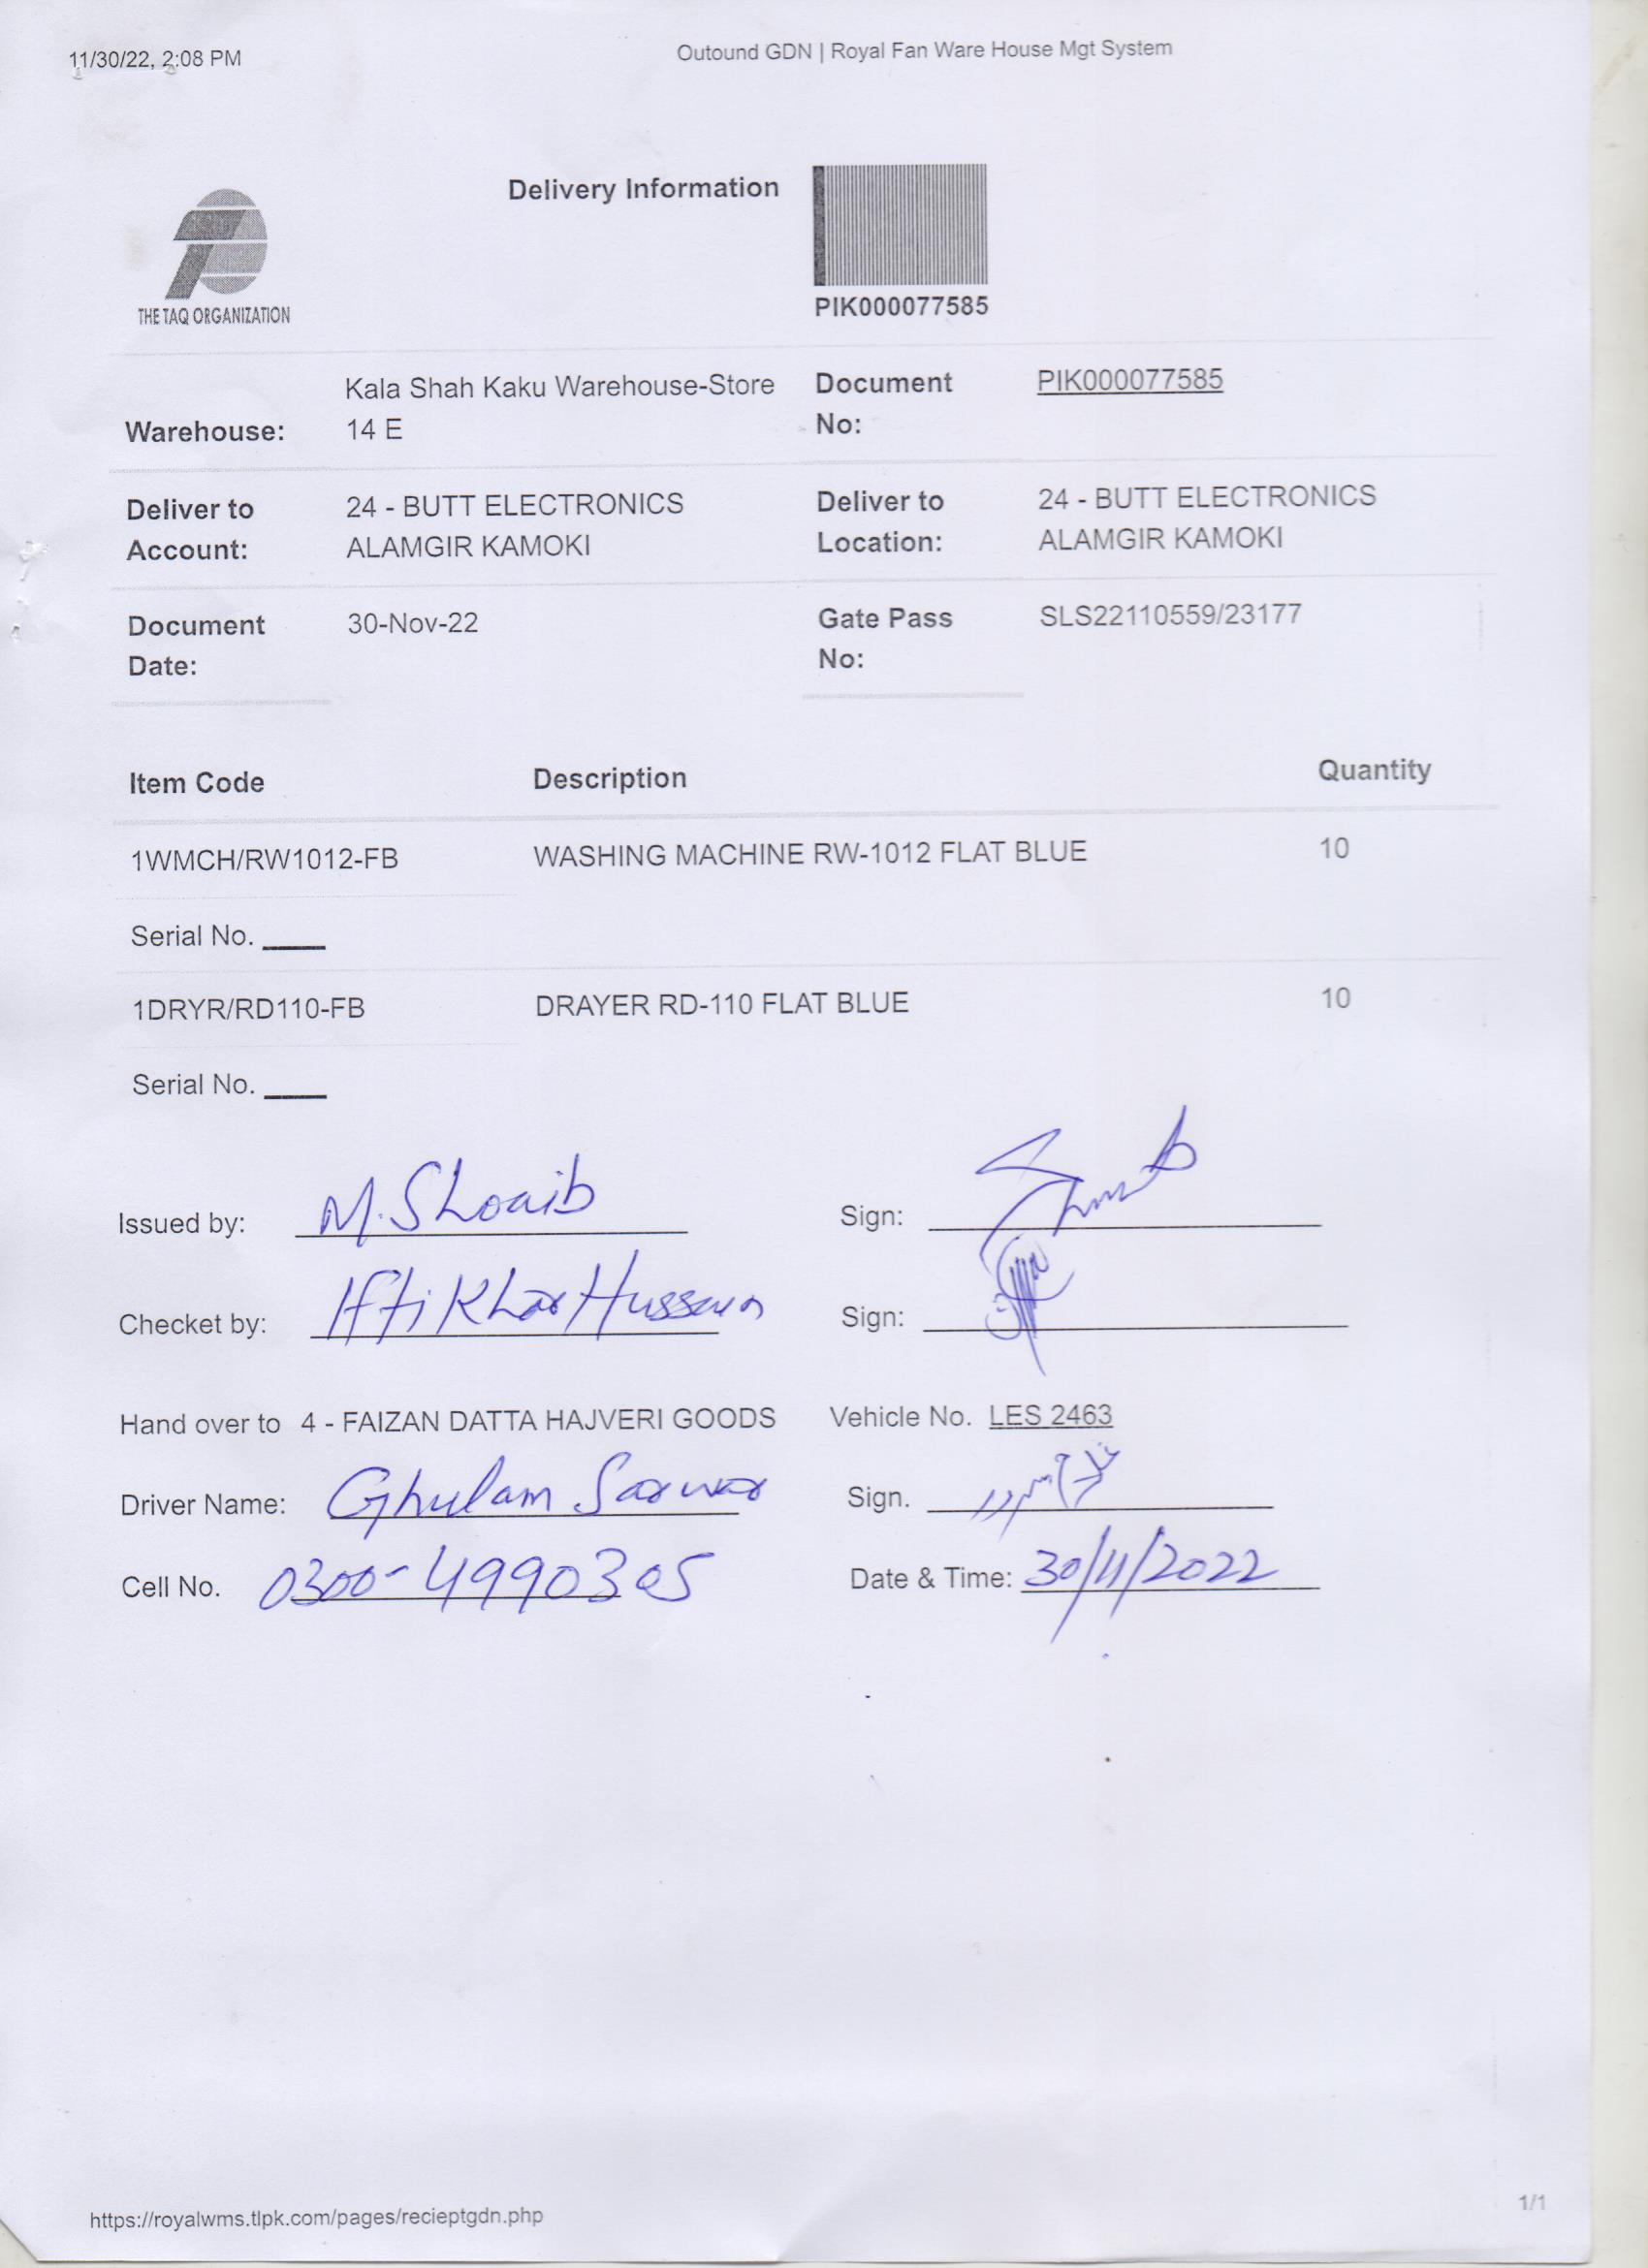 11/30/22, 2:08 PM
Outound GDN | Royal Fan Ware House Mgt System
Delivery Information
THE TAQ ORGANIZATION
PIK000077585
Warehouse: Kala Shah Kaku Warehouse-Store 14 E
Document No: PIK000077585
Deliver to Account: 24 - BUTT ELECTRONICS ALAMGIR KAMOKI
Deliver to Location: 24 - BUTT ELECTRONICS ALAMGIR KAMOKI
Document Date: 30-Nov-22
Gate Pass No: SLS22110559/23177
Item Code Description Quantity
1WMCH/RW1012-FB WASHING MACHINE RW-1012 FLAT BLUE 10
Serial No. ____
1DRYR/RD110-FB DRAYER RD-110 FLAT BLUE 10
Serial No. ____
Issued by: M. Shoaib Sign:
Checket by: Iftikhar Hussain Sign:
Hand over to 4 - FAIZAN DATTA HAJVERI GOODS Vehicle No. LES 2463
Driver Name: Ghulam Sarwar Sign.
Cell No. 0300-4990305 Date & Time: 30/11/2022
https://royalwms.tlpk.com/pages/recieptgdn.php
1/1